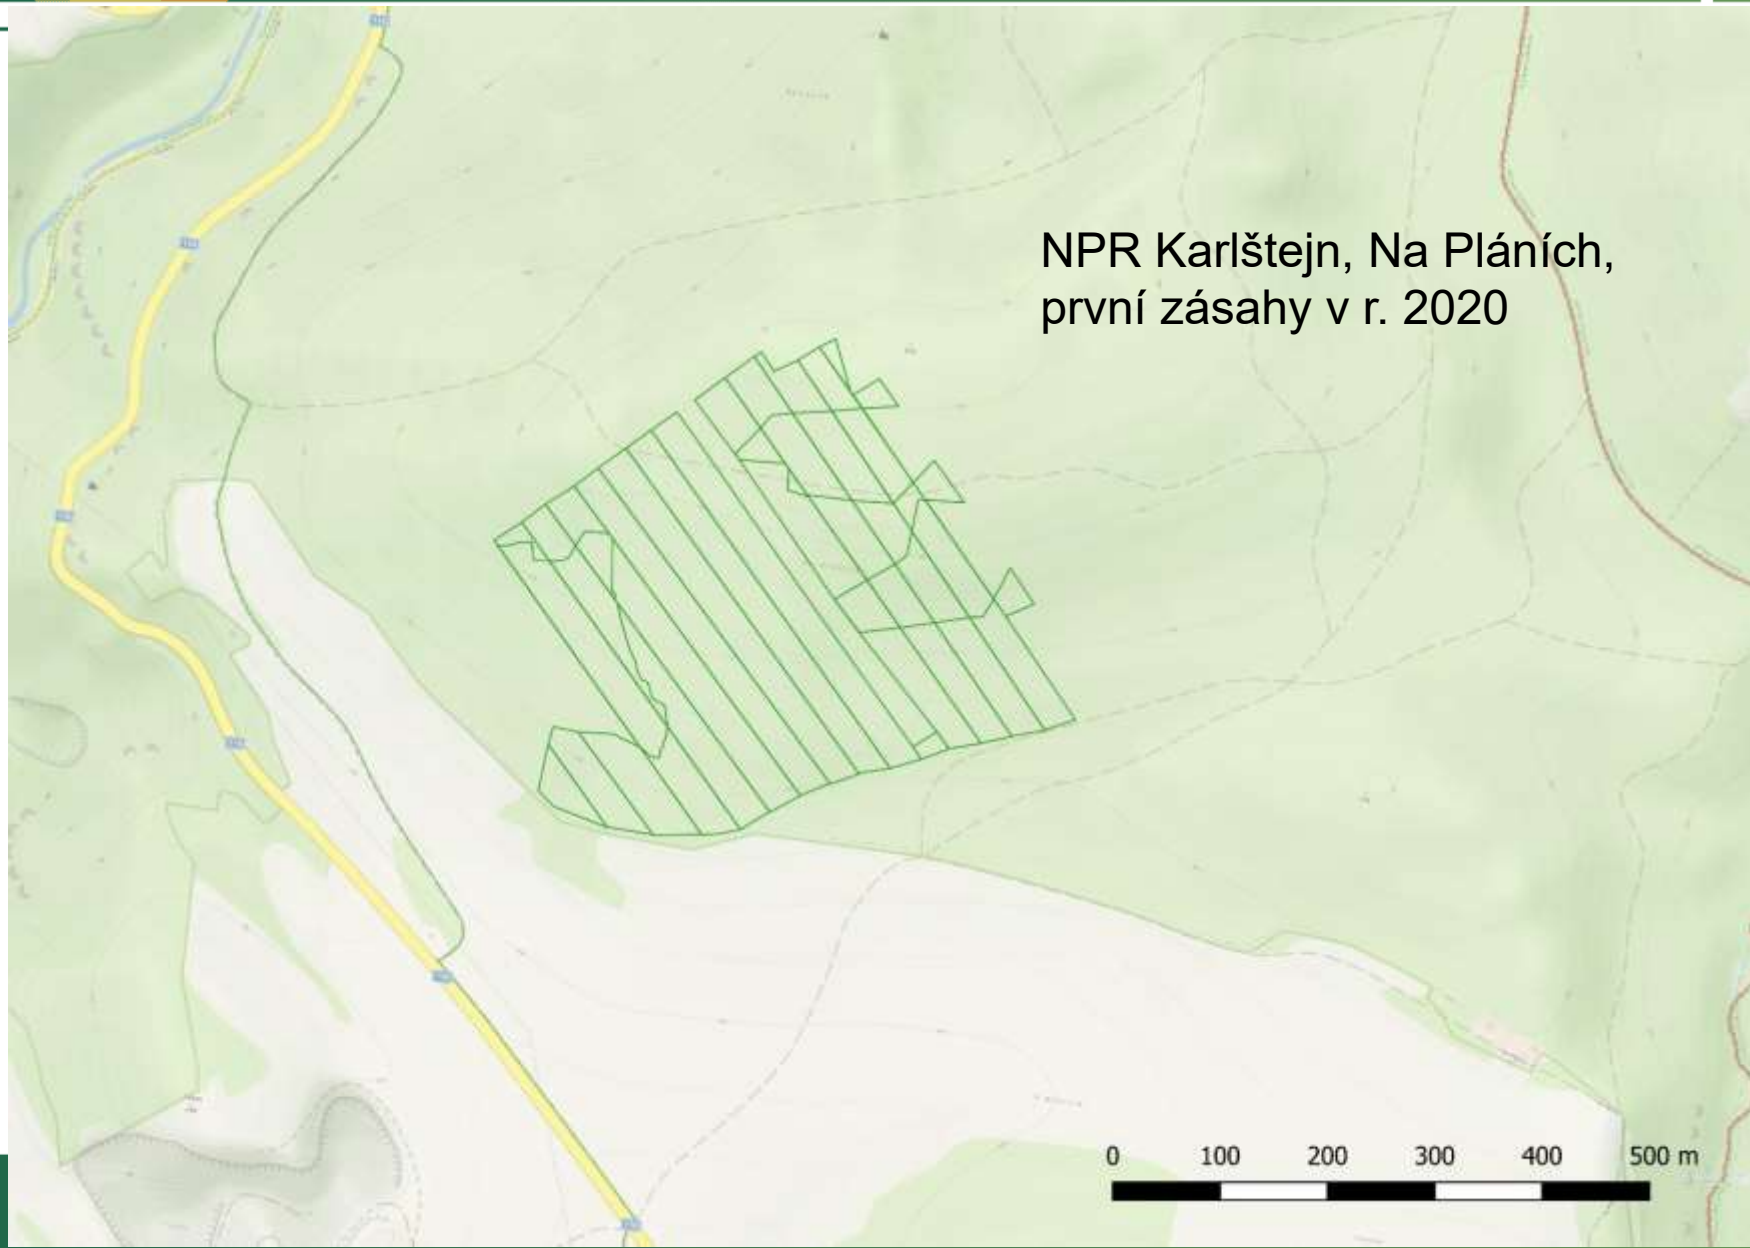 NPR Karlštejn, Na Pláních,
první zásahy v r. 2020
0 100 200 300 400 500 m